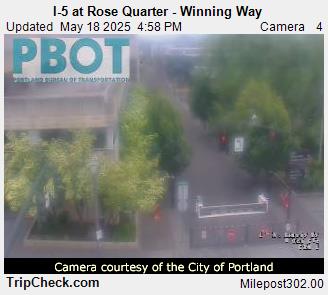 I-5 at Rose Quarter - Winning Way
Updated May 18 2025 4:58 PM Camera 4
PBOT
PORTLAND BUREAU OF TRANSPORTATION
Camera courtesy of the City of Portland
TripCheck.com Milepost302.00